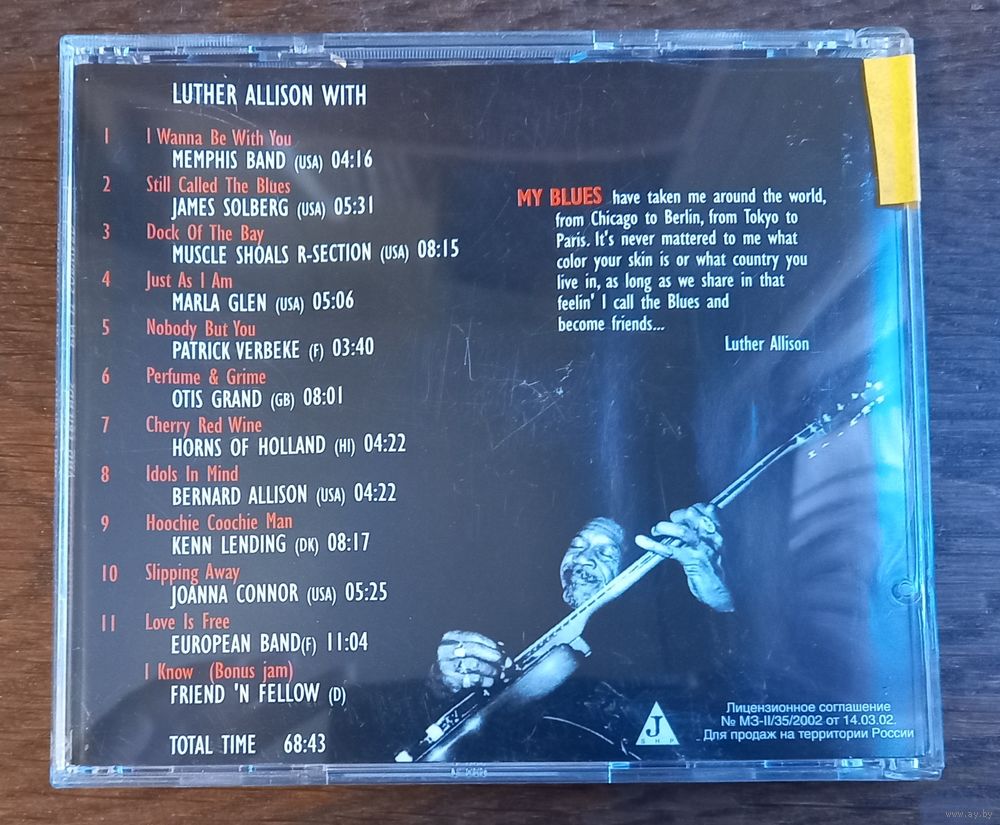 LUTHER ALLISON WITH
1 I Wanna Be With You
MEMPHIS BAND (USA) 04:16
2 Still Called The Blues
JAMES SOLBERG (USA) 05:31
3 Dock Of The Bay
MUSCLE SHOALS R-SECTION (USA) 08:15
4 Just As I Am
MARLA GLEN (USA) 05:06
5 Nobody But You
PATRICK VERBEKE (F) 03:40
6 Perfume & Grime
OTIS GRAND (GB) 08:01
7 Cherry Red Wine
HORNS OF HOLLAND (HI) 04:22
8 Idols In Mind
BERNARD ALLISON (USA) 04:22
9 Hoochie Coochie Man
KENN LENDING (DK) 08:17
10 Slipping Away
JOANNA CONNOR (USA) 05:25
11 Love Is Free
EUROPEAN BAND(F) 11:04
I Know (Bonus jam)
FRIEND 'N FELLOW (D)
TOTAL TIME 68:43
MY BLUES have taken me around the world,
from Chicago to Berlin, from Tokyo to
Paris. It's never mattered to me what
color your skin is or what country you
live in, as long as we share in that
feelin' I call the Blues and
become friends...
Luther Allison
J
SHP
Лицензионное соглашение
№ МЗ-II/35/2002 от 14.03.02.
Для продаж на территории России
www.ay.by